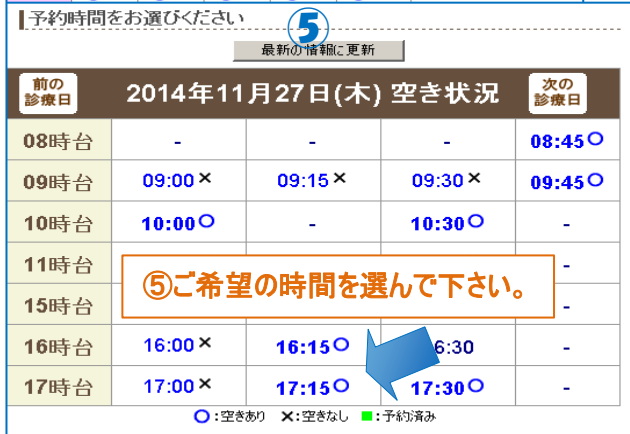 予約時間をお選びください
⑤
最新の情報に更新
前の診療日 2014年11月27日(木) 空き状況 次の診療日
08時台 - - - 08:45○
09時台 09:00× 09:15× 09:30× 09:45○
10時台 10:00○ - 10:30○ -
11時台 -
⑤ご希望の時間を選んで下さい。
15時台 -
16時台 16:00× 16:15○ 6:30 -
17時台 17:00× 17:15○ 17:30○ -
○:空きあり ×:空きなし ■:予約済み